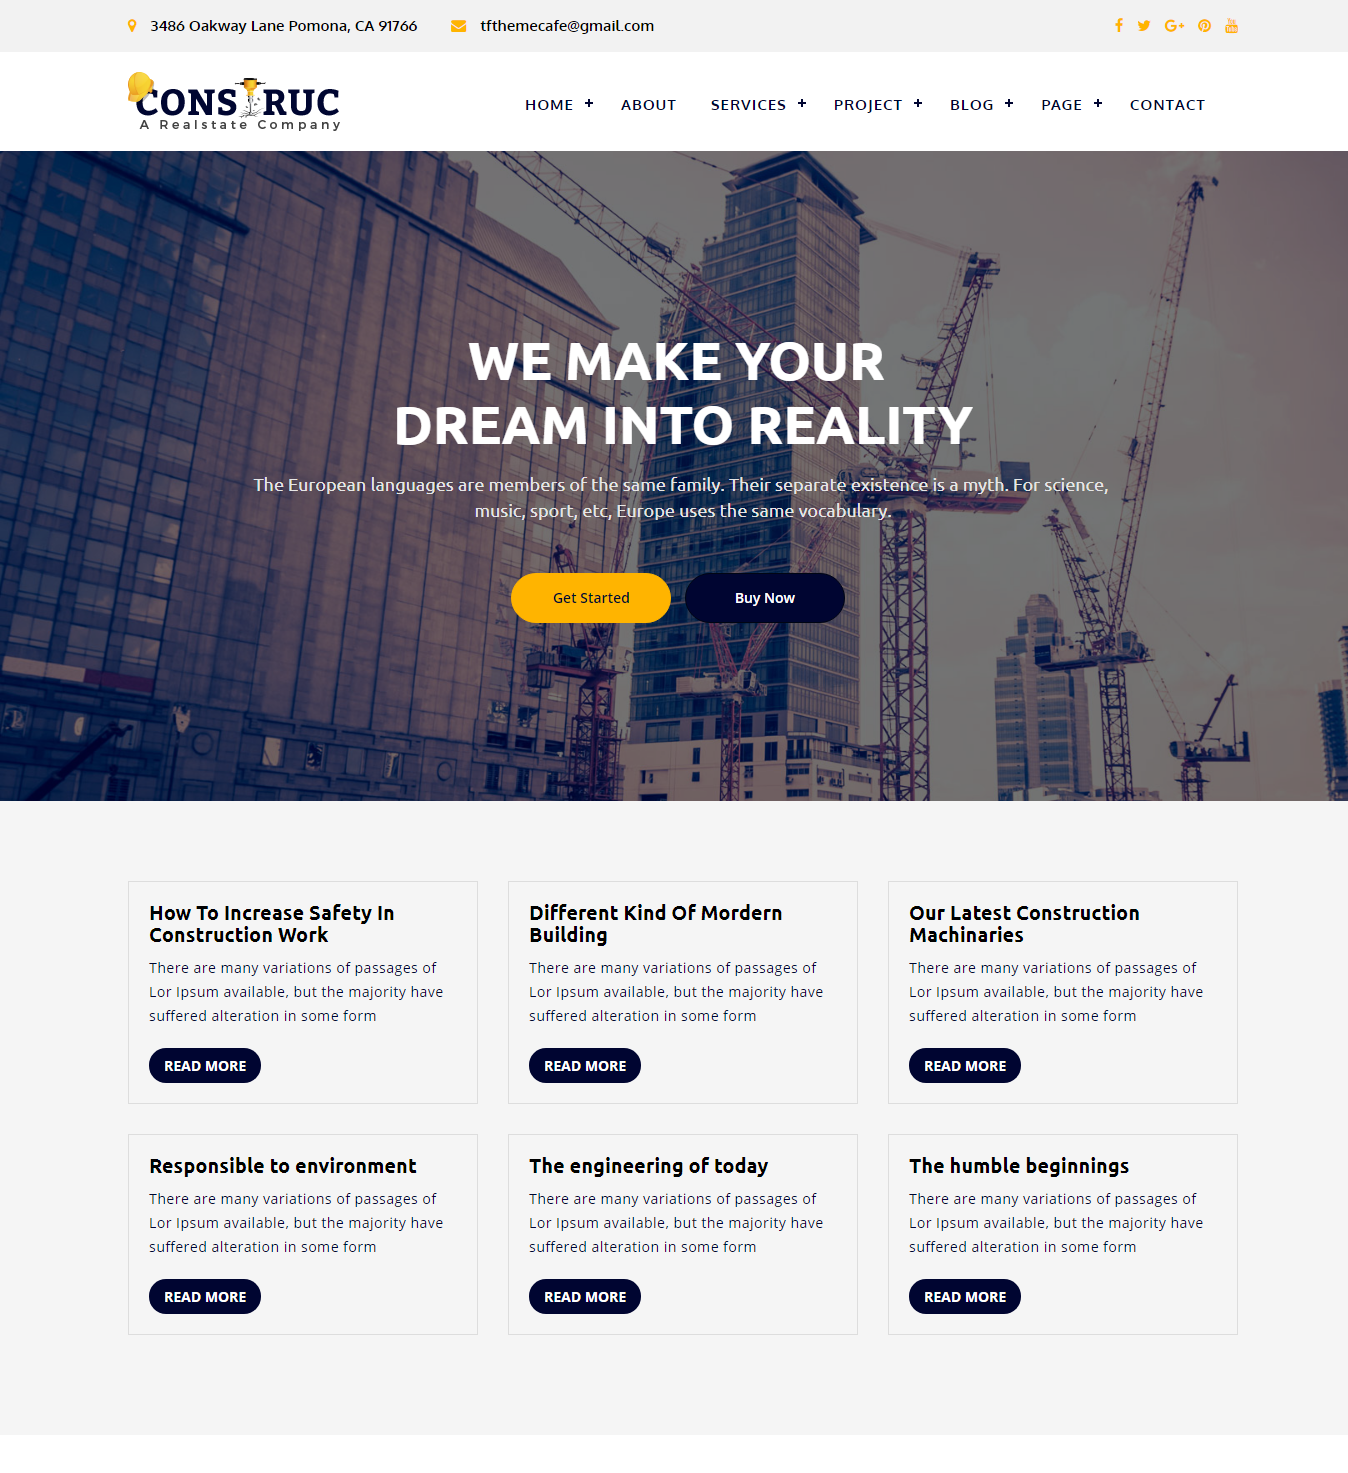 3486 Oakway Lane Pomona, CA 91766 tfthemecafe@gmail.com
CONSTRUC
A Realstate Company
HOME + ABOUT SERVICES + PROJECT + BLOG + PAGE + CONTACT
WE MAKE YOUR
DREAM INTO REALITY
The European languages are members of the same family. Their separate existence is a myth. For science,
music, sport, etc, Europe uses the same vocabulary.
Get Started Buy Now
How To Increase Safety In
Construction Work
There are many variations of passages of
Lor Ipsum available, but the majority have
suffered alteration in some form
READ MORE
Different Kind Of Mordern
Building
There are many variations of passages of
Lor Ipsum available, but the majority have
suffered alteration in some form
READ MORE
Our Latest Construction
Machinaries
There are many variations of passages of
Lor Ipsum available, but the majority have
suffered alteration in some form
READ MORE
Responsible to environment
There are many variations of passages of
Lor Ipsum available, but the majority have
suffered alteration in some form
READ MORE
The engineering of today
There are many variations of passages of
Lor Ipsum available, but the majority have
suffered alteration in some form
READ MORE
The humble beginnings
There are many variations of passages of
Lor Ipsum available, but the majority have
suffered alteration in some form
READ MORE